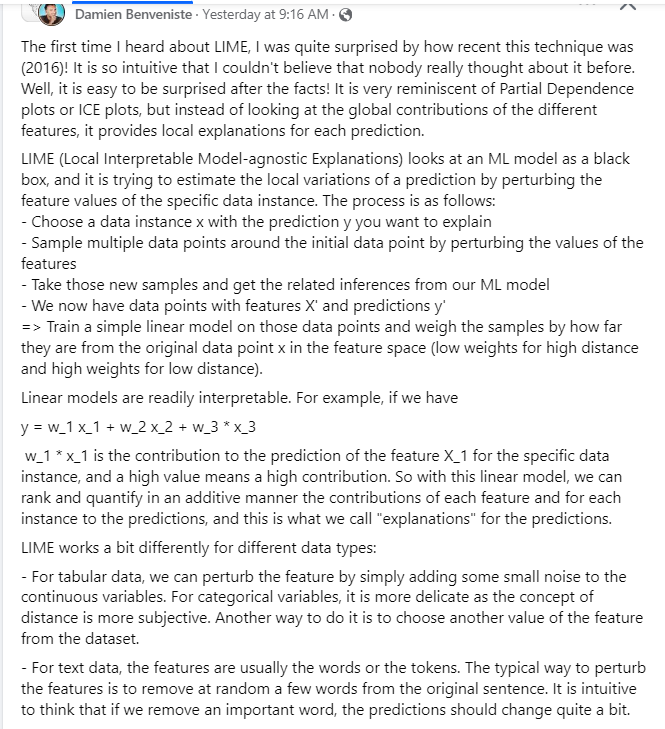 Damien Benveniste · Yesterday at 9:16 AM ·
The first time I heard about LIME, I was quite surprised by how recent this technique was
(2016)! It is so intuitive that I couldn't believe that nobody really thought about it before.
Well, it is easy to be surprised after the facts! It is very reminiscent of Partial Dependence
plots or ICE plots, but instead of looking at the global contributions of the different
features, it provides local explanations for each prediction.
LIME (Local Interpretable Model-agnostic Explanations) looks at an ML model as a black
box, and it is trying to estimate the local variations of a prediction by perturbing the
feature values of the specific data instance. The process is as follows:
- Choose a data instance x with the prediction y you want to explain
- Sample multiple data points around the initial data point by perturbing the values of the
features
- Take those new samples and get the related inferences from our ML model
- We now have data points with features X' and predictions y'
=> Train a simple linear model on those data points and weigh the samples by how far
they are from the original data point x in the feature space (low weights for high distance
and high weights for low distance).
Linear models are readily interpretable. For example, if we have
y = w_1 x_1 + w_2 x_2 + w_3 * x_3
w_1 * x_1 is the contribution to the prediction of the feature X_1 for the specific data
instance, and a high value means a high contribution. So with this linear model, we can
rank and quantify in an additive manner the contributions of each feature and for each
instance to the predictions, and this is what we call "explanations" for the predictions.
LIME works a bit differently for different data types:
- For tabular data, we can perturb the feature by simply adding some small noise to the
continuous variables. For categorical variables, it is more delicate as the concept of
distance is more subjective. Another way to do it is to choose another value of the feature
from the dataset.
- For text data, the features are usually the words or the tokens. The typical way to perturb
the features is to remove at random a few words from the original sentence. It is intuitive
to think that if we remove an important word, the predictions should change quite a bit.